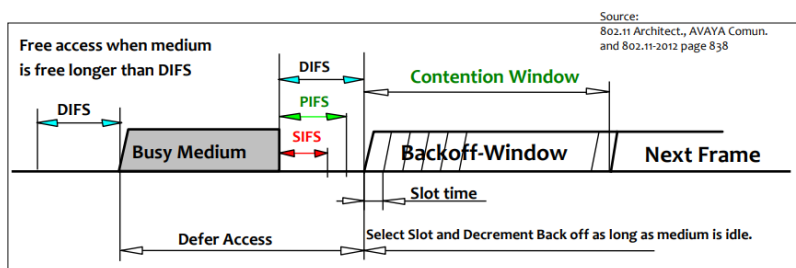 Source:
802.11 Architect., AVAYA Comun.
and 802.11-2012 page 838
Free access when medium
is free longer than DIFS
DIFS
DIFS
PIFS
SIFS
Contention Window
Busy Medium
Backoff-Window
Next Frame
Slot time
Defer Access
Select Slot and Decrement Back off as long as medium is idle.